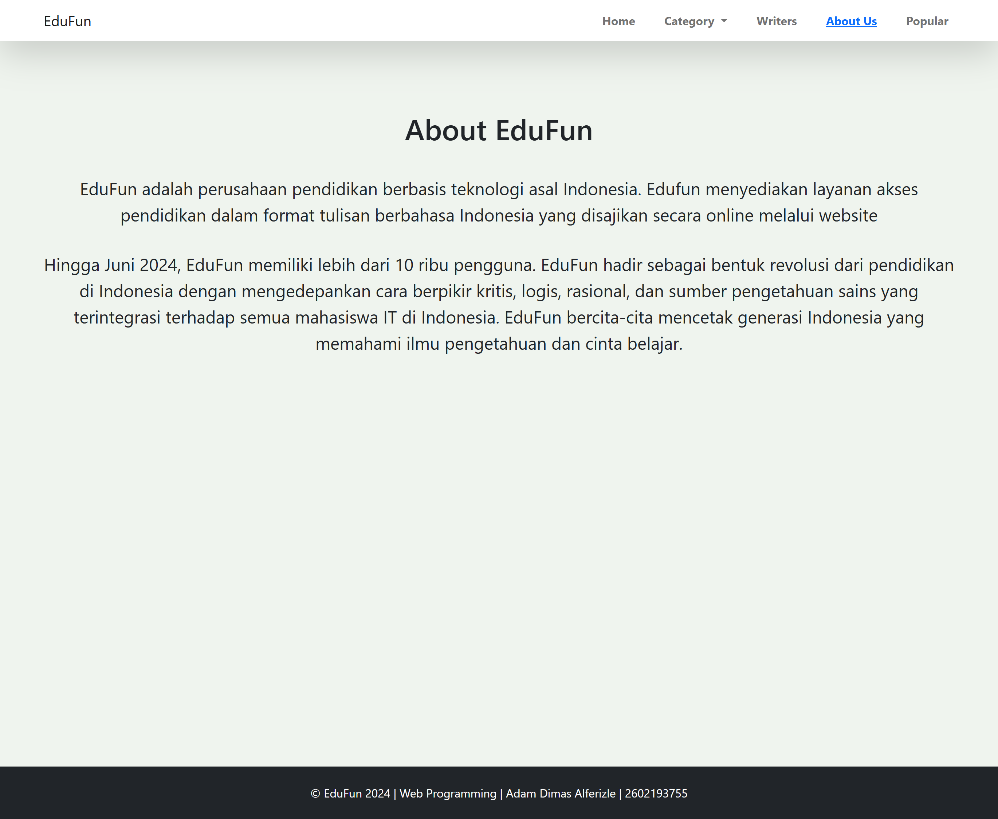 EduFun
Home
Category
Writers
About Us
Popular
About EduFun
EduFun adalah perusahaan pendidikan berbasis teknologi asal Indonesia. Edufun menyediakan layanan akses
pendidikan dalam format tulisan berbahasa Indonesia yang disajikan secara online melalui website
Hingga Juni 2024, EduFun memiliki lebih dari 10 ribu pengguna. EduFun hadir sebagai bentuk revolusi dari pendidikan
di Indonesia dengan mengedepankan cara berpikir kritis, logis, rasional, dan sumber pengetahuan sains yang
terintegrasi terhadap semua mahasiswa IT di Indonesia. EduFun bercita-cita mencetak generasi Indonesia yang
memahami ilmu pengetahuan dan cinta belajar.
© EduFun 2024 | Web Programming | Adam Dimas Alferizle | 2602193755